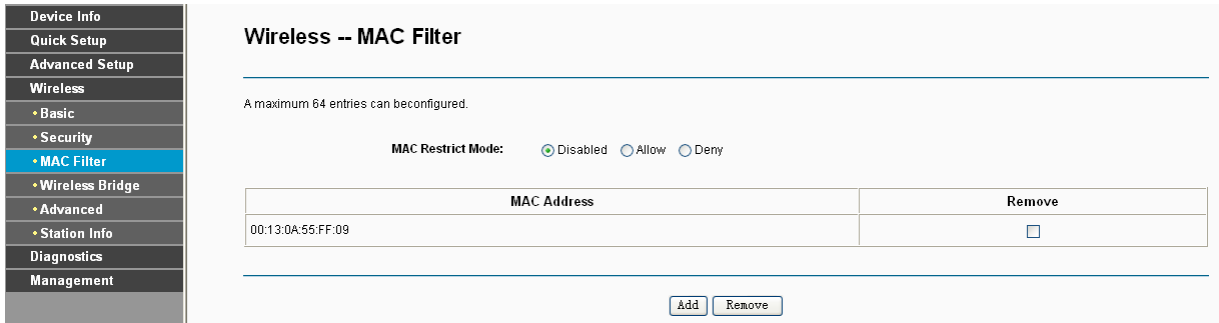 Device Info
Quick Setup
Advanced Setup
Wireless
• Basic
• Security
• MAC Filter
• Wireless Bridge
• Advanced
• Station Info
Diagnostics
Management
Wireless -- MAC Filter
A maximum 64 entries can beconfigured.
MAC Restrict Mode: Disabled Allow Deny
MAC Address Remove
00:13:0A:55:FF:09
Add Remove